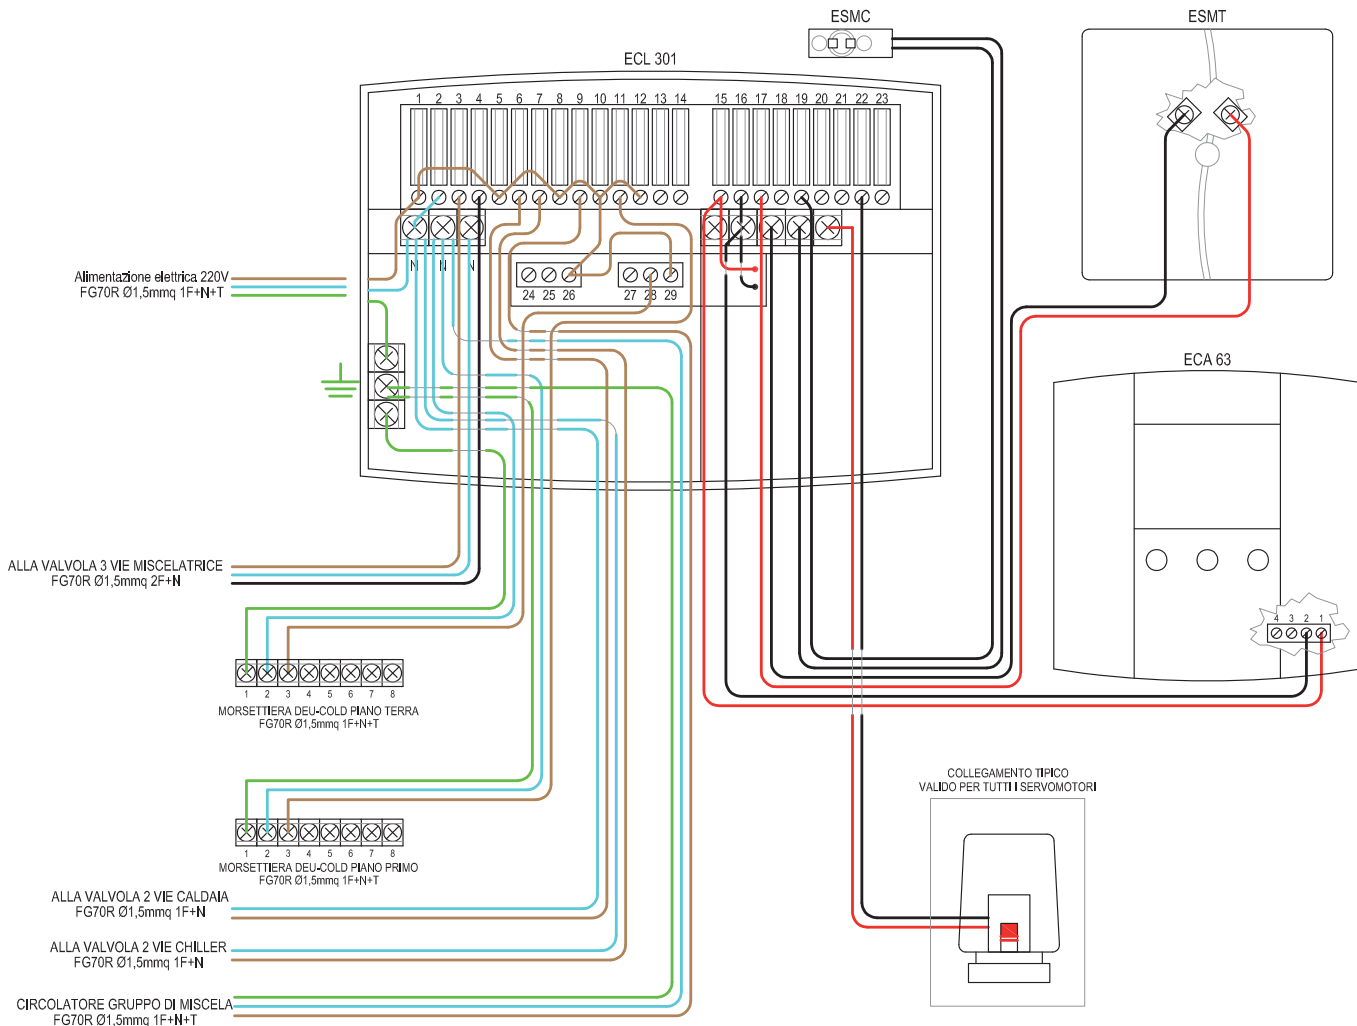 ESMC
ESMT
ECL 301
1 2 3 4 5 6 7 8 9 10 11 12 13 14 15 16 17 18 19 20 21 22 23
N N N
Alimentazione elettrica 220V
FG70R Ø1,5mmq 1F+N+T
24 25 26 27 28 29
ECA 63
ALLA VALVOLA 3 VIE MISCELATRICE
FG70R Ø1,5mmq 2F+N
4 3 2 1
1 2 3 4 5 6 7 8
MORSETTIERA DEU-COLD PIANO TERRA
FG70R Ø1,5mmq 1F+N+T
COLLEGAMENTO TIPICO
VALIDO PER TUTTI I SERVOMOTORI
1 2 3 4 5 6 7 8
MORSETTIERA DEU-COLD PIANO PRIMO
FG70R Ø1,5mmq 1F+N+T
ALLA VALVOLA 2 VIE CALDAIA
FG70R Ø1,5mmq 1F+N
ALLA VALVOLA 2 VIE CHILLER
FG70R Ø1,5mmq 1F+N
CIRCOLATORE GRUPPO DI MISCELA
FG70R Ø1,5mmq 1F+N+T